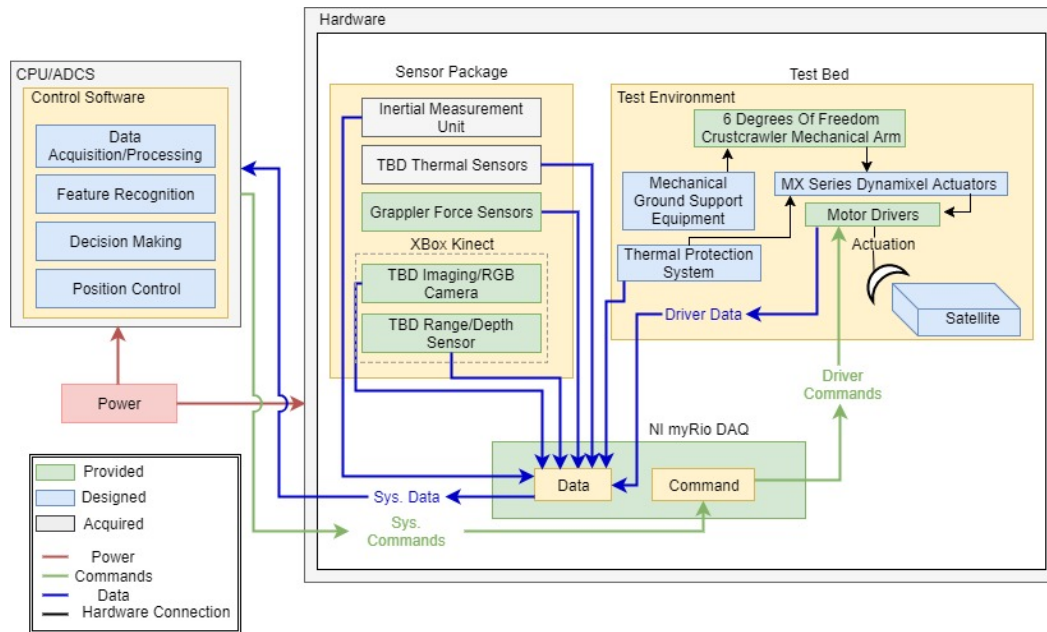 Hardware
CPU/ADCS
Control Software
Data
Acquisition/Processing
Feature Recognition
Decision Making
Position Control
Power
Sensor Package
Inertial Measurement
Unit
TBD Thermal Sensors
Grappler Force Sensors
XBox Kinect
TBD Imaging/RGB
Camera
TBD Range/Depth
Sensor
Test Bed
Test Environment
6 Degrees Of Freedom
Crustcrawler Mechanical Arm
Mechanical
Ground Support
Equipment
MX Series Dynamixel Actuators
Motor Drivers
Thermal Protection
System
Actuation
Satellite
Driver Data
Driver
Commands
NI myRio DAQ
Data
Command
Sys. Data
Sys.
Commands
Provided
Designed
Acquired
Power
Commands
Data
Hardware Connection